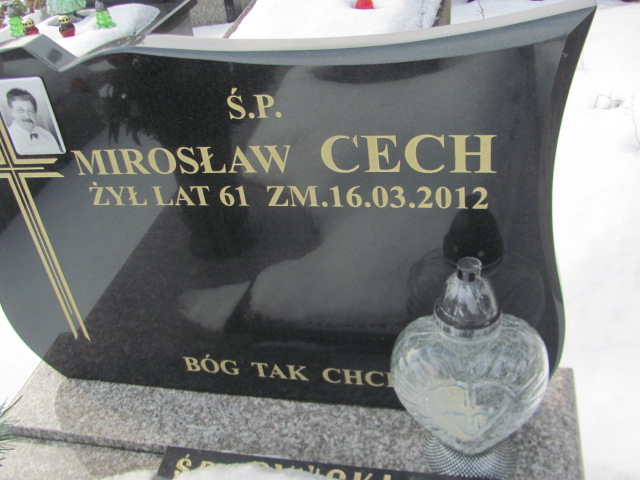 Ś.P.
MIROSŁAW CECH
ŻYŁ LAT 61 ZM.16.03.2012
BÓG TAK